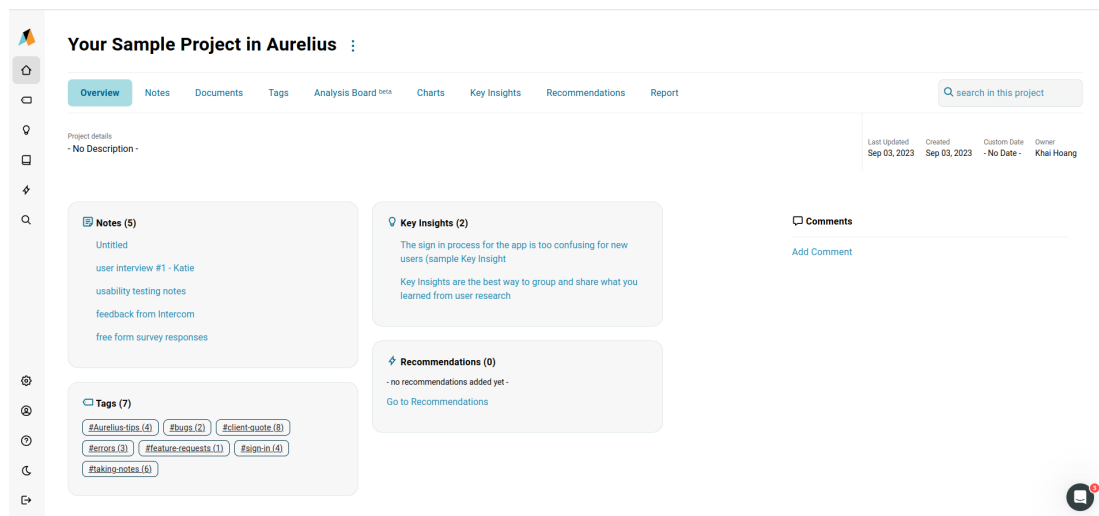 Your Sample Project in Aurelius
Overview Notes Documents Tags Analysis Board beta Charts Key Insights Recommendations Report
search in this project
Project details
- No Description -
Last Updated Created Custom Date Owner
Sep 03, 2023 Sep 03, 2023 - No Date - Khai Hoang
Notes (5)
Untitled
user interview #1 - Katie
usability testing notes
feedback from Intercom
free form survey responses
Tags (7)
#Aurelius-tips (4) #bugs (2) #client-quote (8)
#errors (3) #feature-requests (1) #sign-in (4)
#taking-notes (6)
Key Insights (2)
The sign in process for the app is too confusing for new
users (sample Key Insight
Key Insights are the best way to group and share what you
learned from user research
Recommendations (0)
- no recommendations added yet -
Go to Recommendations
Comments
Add Comment
3